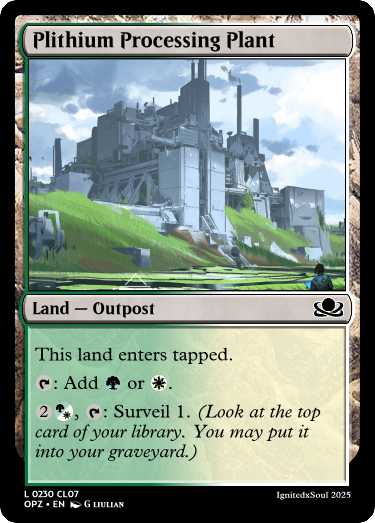 Plithium Processing Plant
Land — Outpost
This land enters tapped.
: Add or .
2 , : Surveil 1. (Look at the top
card of your library. You may put it
into your graveyard.)
L 0230 CL07
OPZ • EN G LIULIAN
IgnitedxSoul 2025